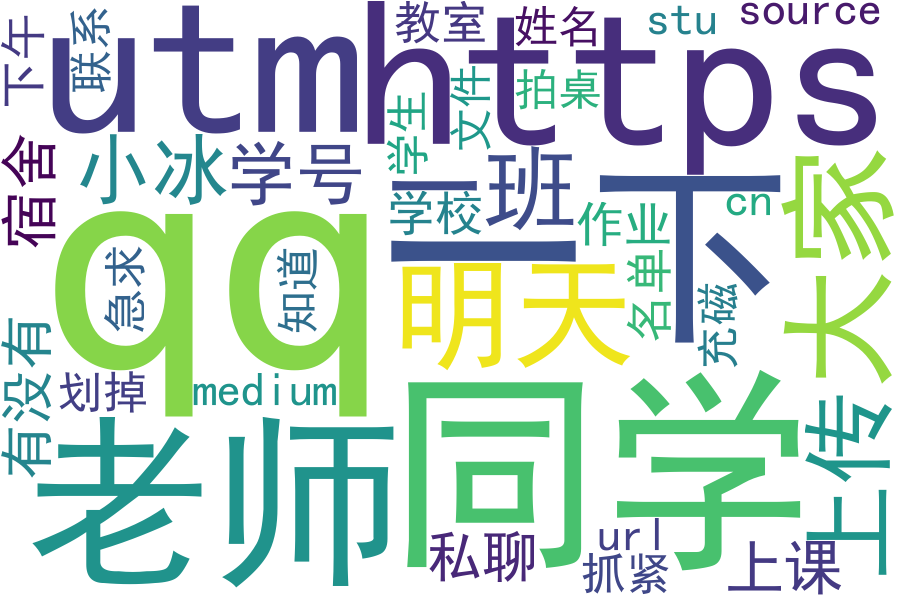 utm
https
qq
同学
老师
下
二班
明天
大家
上传
小冰
学号
宿舍
有没有
下午
联系
教室
姓名
stu
source
学生
文件
拍桌
学校
作业
cn
名单
充磁
急求
知道
划掉
medium
私聊
url
抓紧
上课